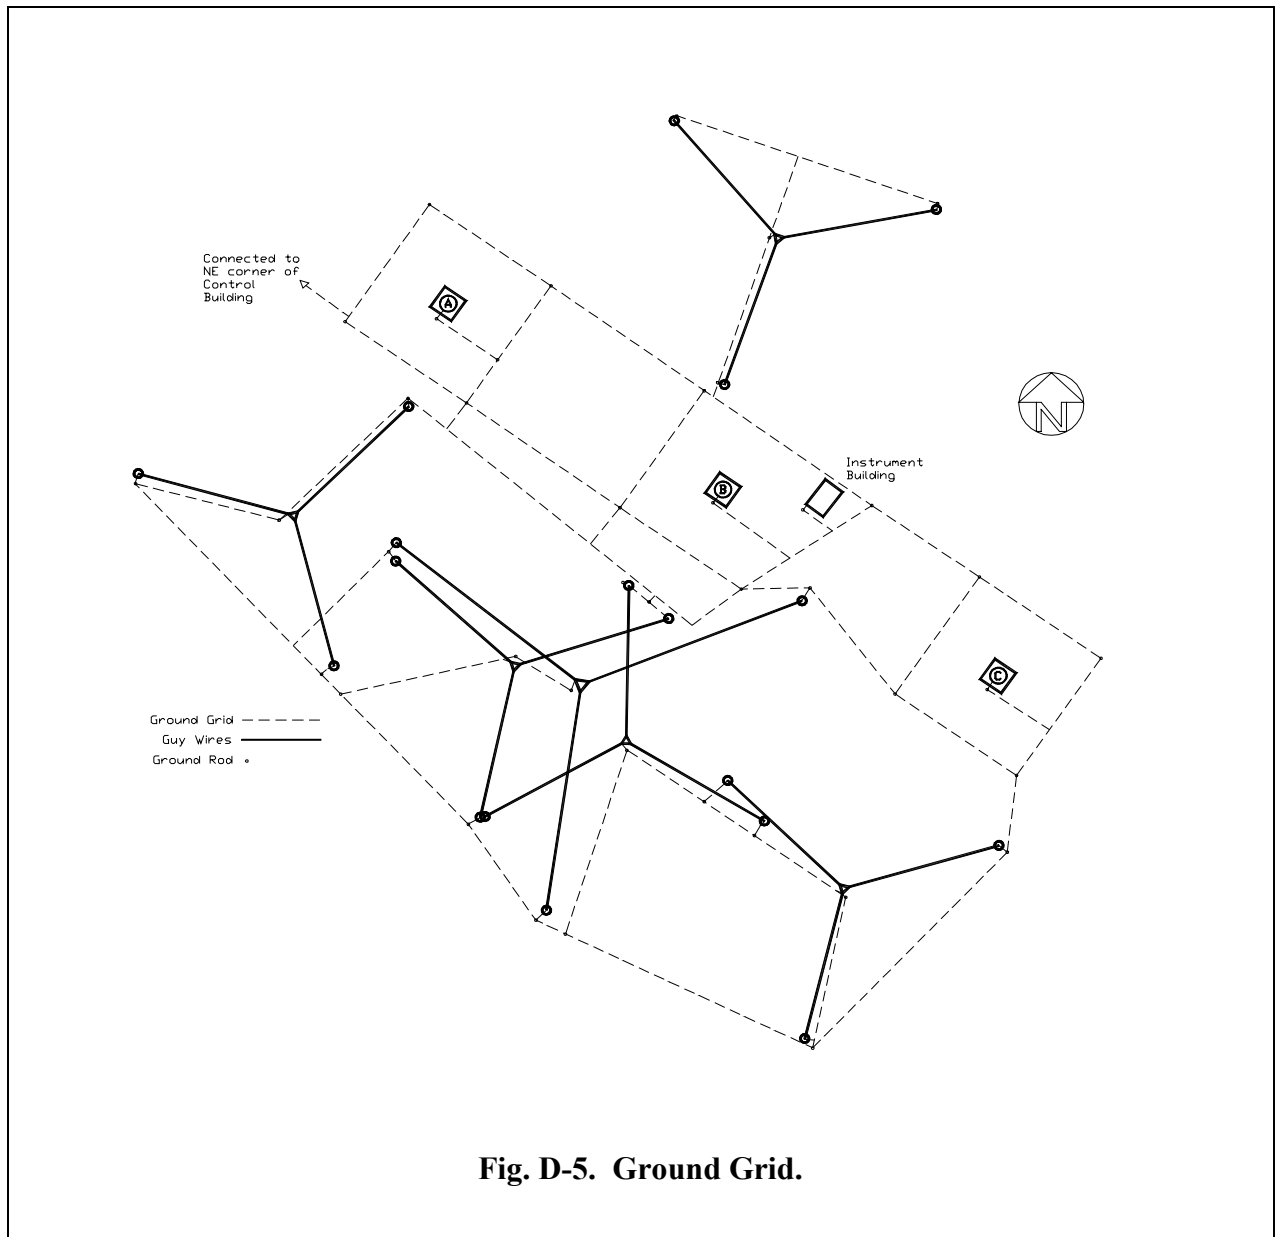 Connected to
NE corner of
Control
Building
A
N
B
Instrument
Building
C
Ground Grid
Guy Wires
Ground Rod
Fig. D-5. Ground Grid.